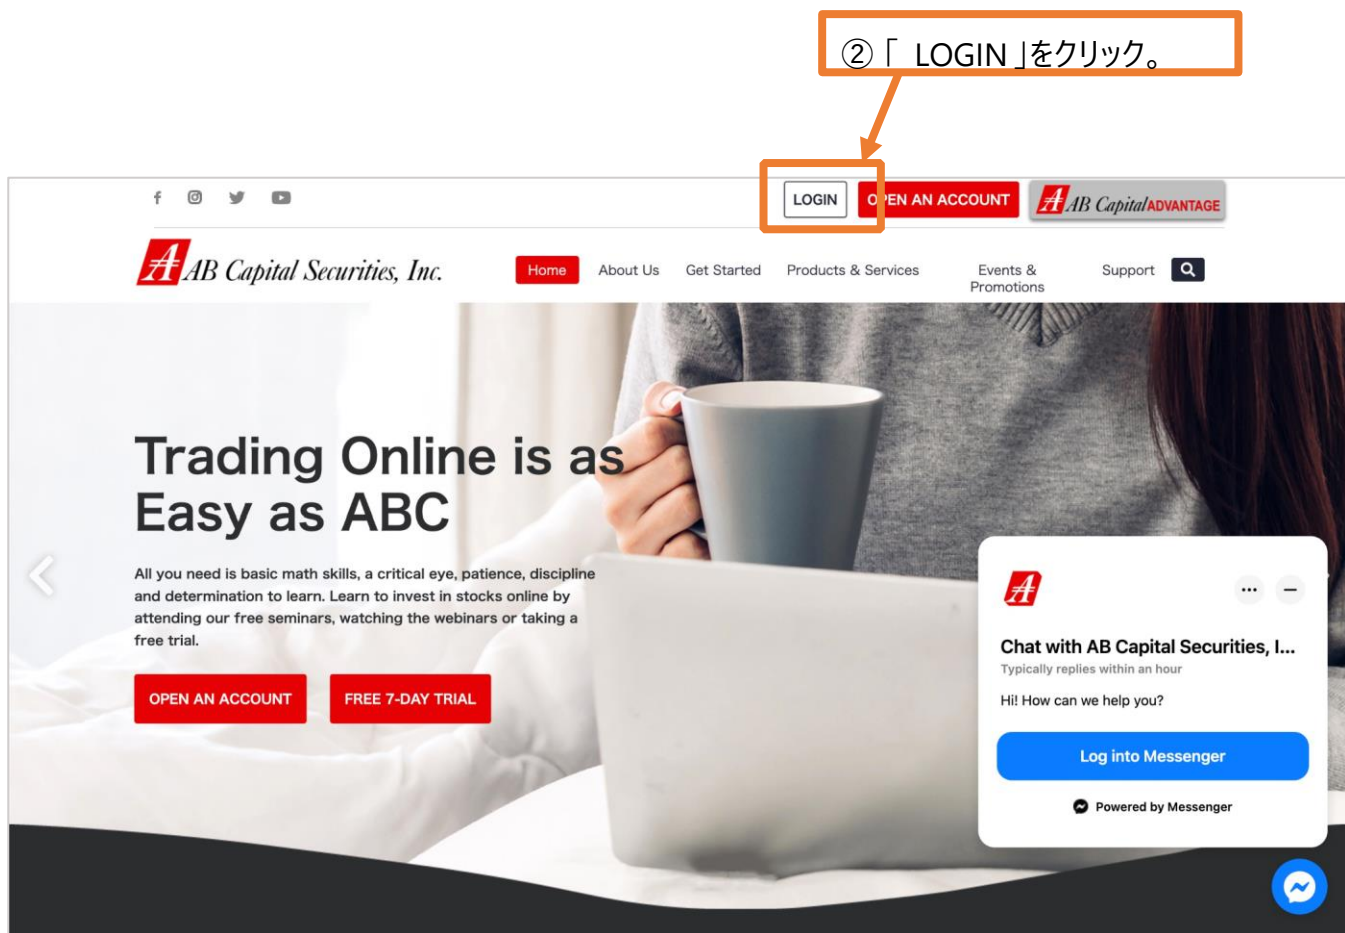 ②「 LOGIN 」をクリック。
LOGIN
OPEN AN ACCOUNT
AB Capital ADVANTAGE
AB Capital Securities, Inc.
Home
About Us
Get Started
Products & Services
Events &
Promotions
Support
Trading Online is as
Easy as ABC
All you need is basic math skills, a critical eye, patience, discipline
and determination to learn. Learn to invest in stocks online by
attending our free seminars, watching the webinars or taking a
free trial.
OPEN AN ACCOUNT
FREE 7-DAY TRIAL
Chat with AB Capital Securities, I...
Typically replies within an hour
Hi! How can we help you?
Log into Messenger
Powered by Messenger